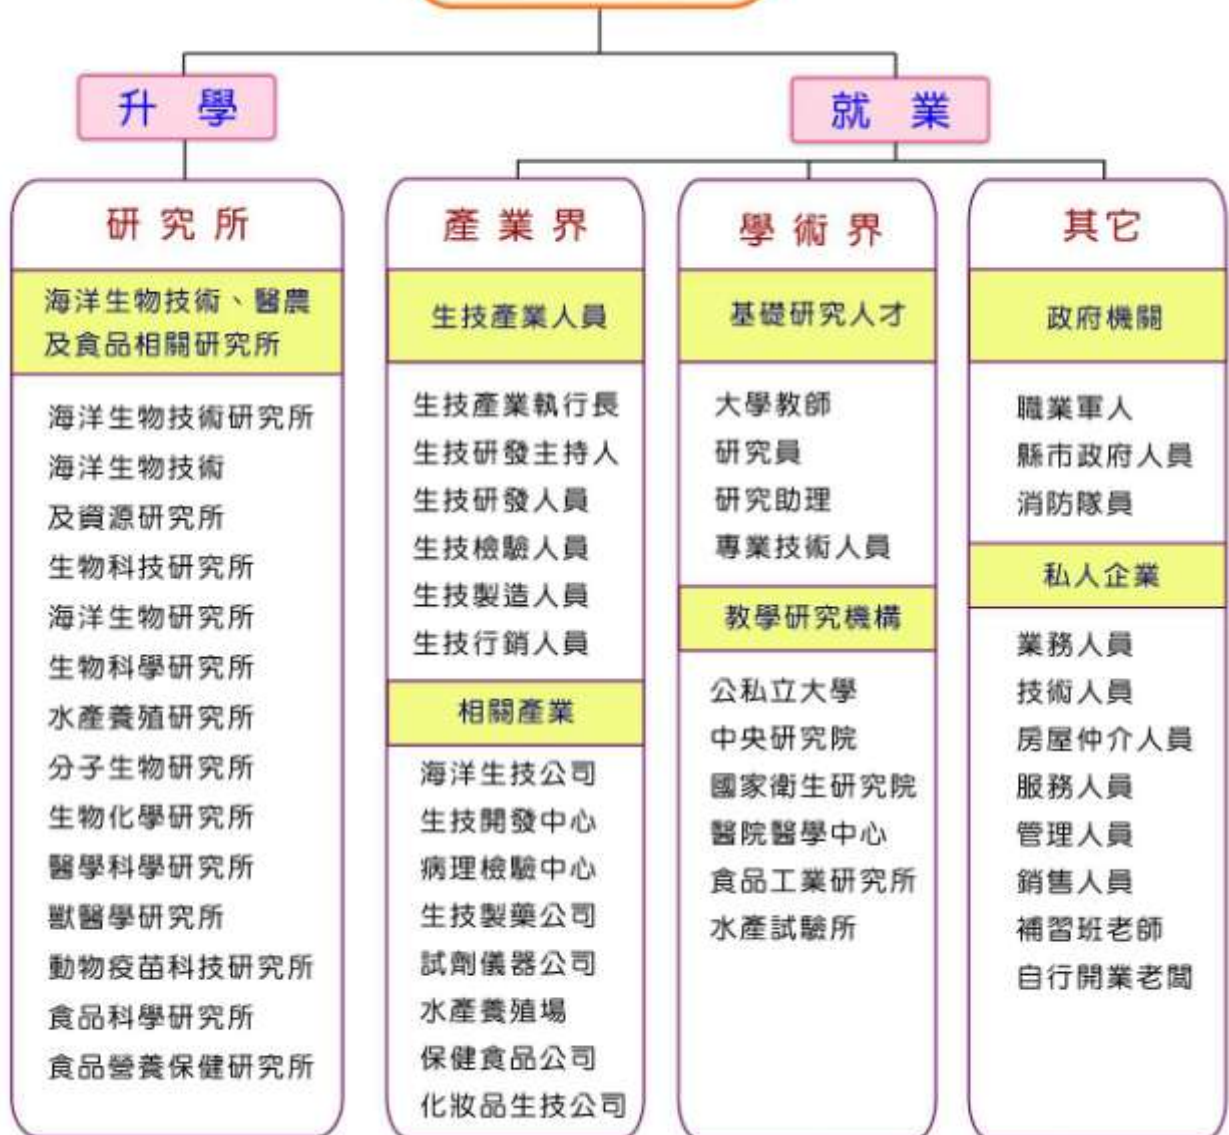 升 學
就 業
研究所
海洋生物技術、醫農
及食品相關研究所
海洋生物技術研究所
海洋生物技術
及資源研究所
生物科技研究所
海洋生物研究所
生物科學研究所
水產養殖研究所
分子生物研究所
生物化學研究所
醫學科學研究所
獸醫學研究所
動物疫苗科技研究所
食品科學研究所
食品營養保健研究所
產業界
生技產業人員
生技產業執行長
生技研發主持人
生技研發人員
生技檢驗人員
生技製造人員
生技行銷人員
相關產業
海洋生技公司
生技開發中心
病理檢驗中心
生技製藥公司
試劑儀器公司
水產養殖場
保健食品公司
化妝品生技公司
學術界
基礎研究人才
大學教師
研究員
研究助理
專業技術人員
教學研究機構
公私立大學
中央研究院
國家衛生研究院
醫院醫學中心
食品工業研究所
水產試驗所
其它
政府機關
職業軍人
縣市政府人員
消防隊員
私人企業
業務人員
技術人員
房屋仲介人員
服務人員
管理人員
銷售人員
補習班老師
自行開業老闆